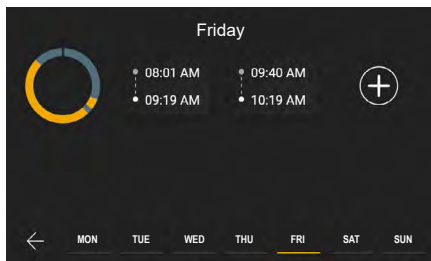 Friday
08:01 AM 09:40 AM
09:19 AM 10:19 AM
MON TUE WED THU FRI SAT SUN